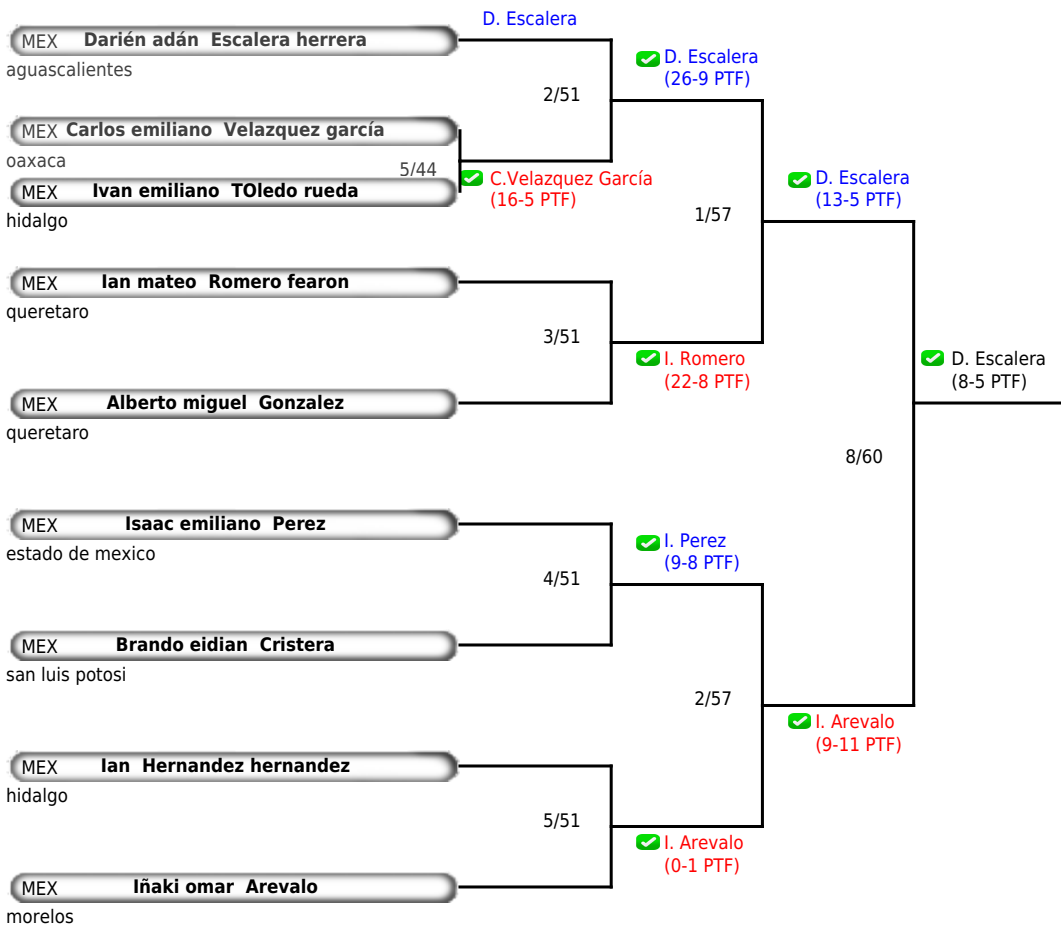 D. Escalera
MEX Darién adán Escalera herrera
aguascalientes
D. Escalera
(26-9 PTF)
2/51
MEX Carlos emiliano Velazquez garcía
oaxaca
5/44
C.Velazquez García
(16-5 PTF)
MEX Ivan emiliano TOledo rueda
hidalgo
D. Escalera
(13-5 PTF)
1/57
MEX Ian mateo Romero fearon
queretaro
3/51
I. Romero
(22-8 PTF)
D. Escalera
(8-5 PTF)
MEX Alberto miguel Gonzalez
queretaro
8/60
MEX Isaac emiliano Perez
estado de mexico
I. Perez
(9-8 PTF)
4/51
MEX Brando eidian Cristera
san luis potosi
2/57
I. Arevalo
(9-11 PTF)
MEX Ian Hernandez hernandez
hidalgo
5/51
I. Arevalo
(0-1 PTF)
MEX Iñaki omar Arevalo
morelos